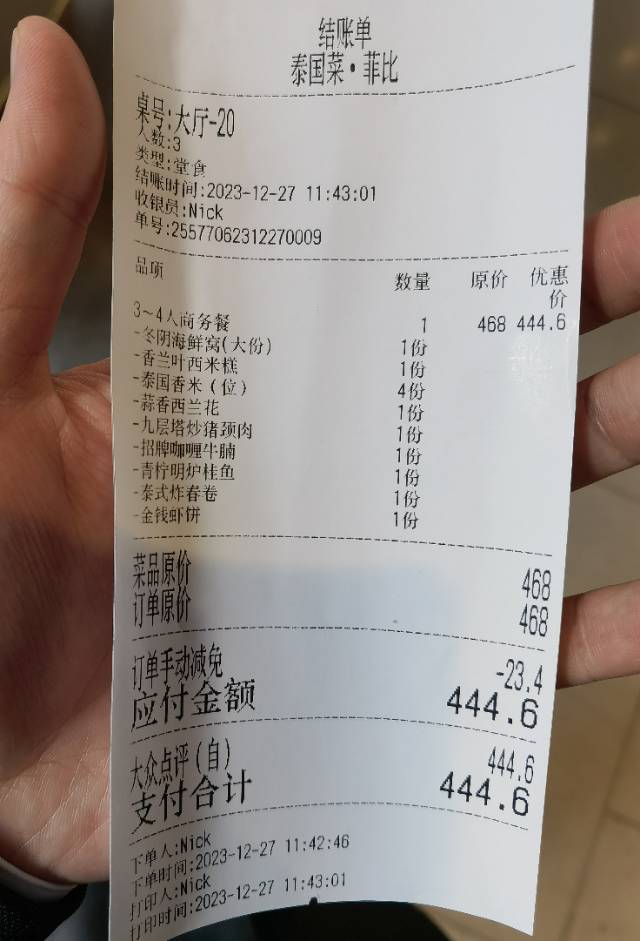 结账单
泰国菜·菲比
桌号:大厅-20
人数:3
类型:堂食
结账时间:2023-12-27 11:43:01
收银员:Nick
单号:25577062312270009
品项 数量 原价 优惠价
3~4人商务餐 1 468 444.6
-冬阴海鲜窝(大份) 1份
-香兰叶西米糕 1份
-泰国香米(位) 4份
-蒜香西兰花 1份
-九层塔炒猪颈肉 1份
-招牌咖喱牛腩 1份
-青柠明炉桂鱼 1份
-泰式炸春卷 1份
-金钱虾饼 1份
菜品原价 468
订单原价 468
订单手动减免 -23.4
应付金额 444.6
大众点评(自) 444.6
支付合计 444.6
下单人:Nick
下单时间:2023-12-27 11:42:46
打印人:Nick
打印时间:2023-12-27 11:43:01